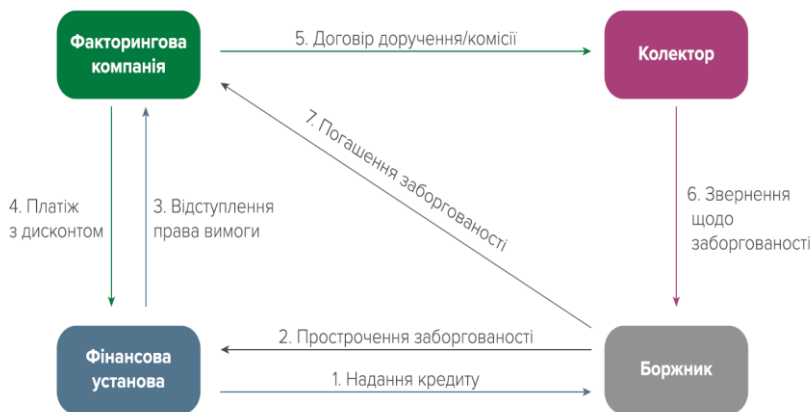 Факторингова
компанія
5. Договір доручення/комісії
Колектор
7. Погашення заборгованості
4. Платіж
з дисконтом
3. Відступлення
права вимоги
6. Звернення
щодо
заборгованості
2. Прострочення заборгованості
Фінансова
установа
1. Надання кредиту
Боржник